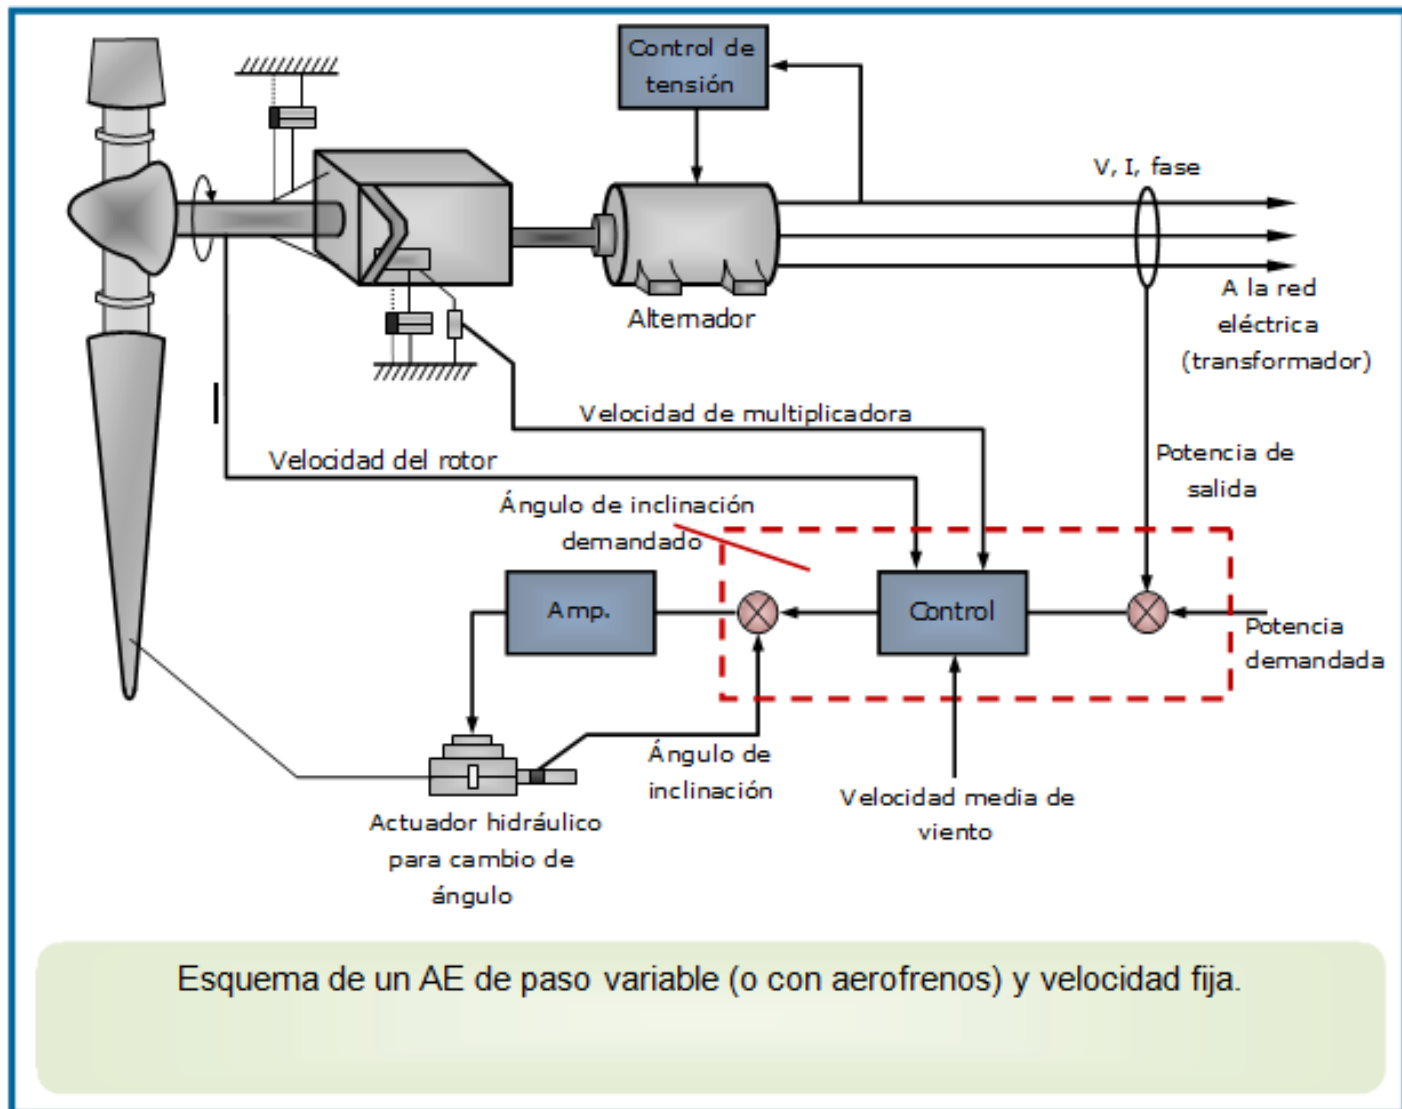 Control de
tensión
V, I, fase
A la red
eléctrica
(transformador)
Alternador
Velocidad de multiplicadora
Velocidad del rotor
Potencia de
salida
Ángulo de inclinación
demandado
Amp.
Control
Potencia
demandada
Ángulo de
inclinación
Velocidad media de
viento
Actuador hidráulico
para cambio de
ángulo
Esquema de un AE de paso variable (o con aerofrenos) y velocidad fija.